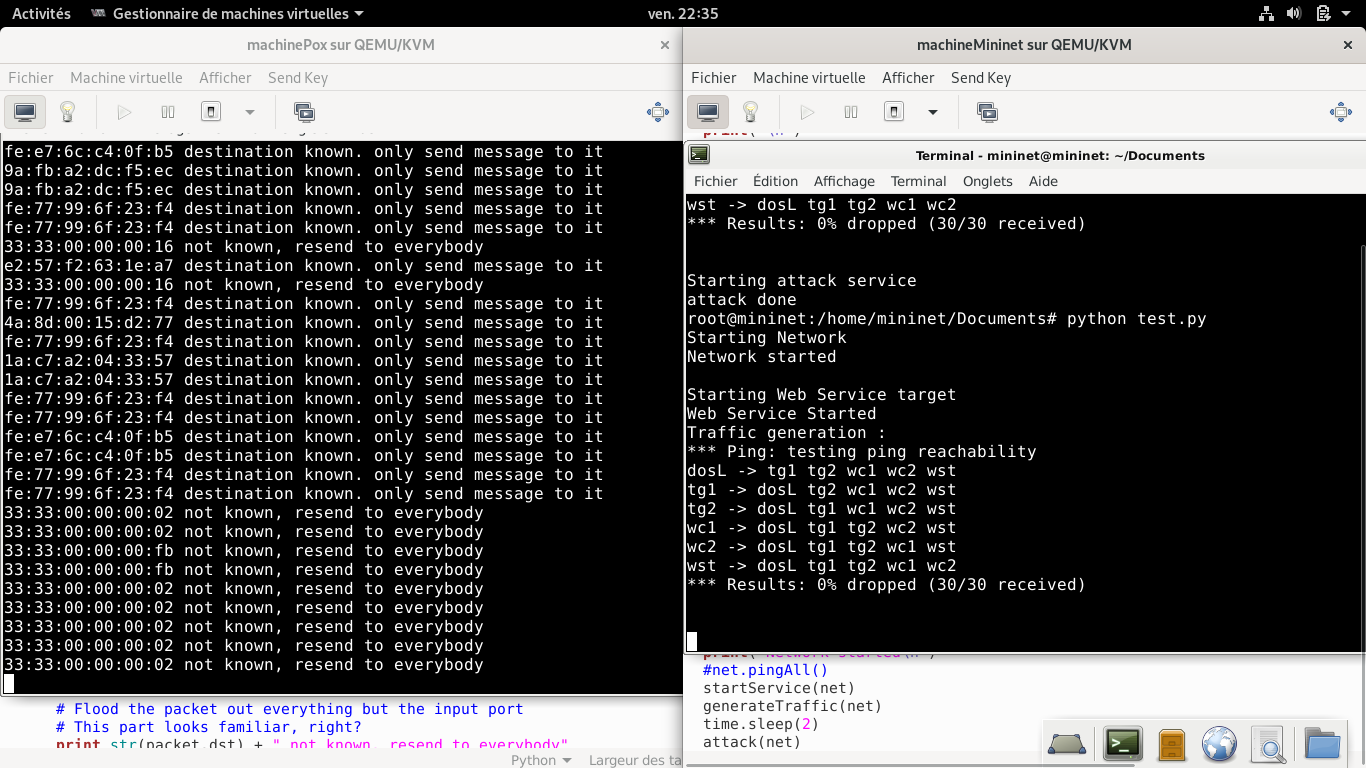 Activités Gestionnaire de machines virtuelles ven. 22:35
machinePox sur QEMU/KVM
Fichier Machine virtuelle Afficher Send Key
fe:e7:6c:c4:0f:b5 destination known. only send message to it
9a:fb:a2:dc:f5:ec destination known. only send message to it
9a:fb:a2:dc:f5:ec destination known. only send message to it
fe:77:99:6f:23:f4 destination known. only send message to it
fe:77:99:6f:23:f4 destination known. only send message to it
33:33:00:00:00:16 not known, resend to everybody
e2:57:f2:63:1e:a7 destination known. only send message to it
33:33:00:00:00:16 not known, resend to everybody
fe:77:99:6f:23:f4 destination known. only send message to it
4a:8d:00:15:d2:77 destination known. only send message to it
fe:77:99:6f:23:f4 destination known. only send message to it
1a:c7:a2:04:33:57 destination known. only send message to it
1a:c7:a2:04:33:57 destination known. only send message to it
fe:77:99:6f:23:f4 destination known. only send message to it
fe:77:99:6f:23:f4 destination known. only send message to it
fe:e7:6c:c4:0f:b5 destination known. only send message to it
fe:e7:6c:c4:0f:b5 destination known. only send message to it
fe:77:99:6f:23:f4 destination known. only send message to it
fe:77:99:6f:23:f4 destination known. only send message to it
33:33:00:00:00:02 not known, resend to everybody
33:33:00:00:00:02 not known, resend to everybody
33:33:00:00:00:fb not known, resend to everybody
33:33:00:00:00:fb not known, resend to everybody
33:33:00:00:00:02 not known, resend to everybody
33:33:00:00:00:02 not known, resend to everybody
33:33:00:00:00:02 not known, resend to everybody
33:33:00:00:00:02 not known, resend to everybody
33:33:00:00:00:02 not known, resend to everybody
# Flood the packet out everything but the input port
# This part looks familiar, right?
print str(packet.dst) + " not known, resend to everybody"
Python Largeur des ta
machineMininet sur QEMU/KVM
Fichier Machine virtuelle Afficher Send Key
Terminal - mininet@mininet: ~/Documents
Fichier Édition Affichage Terminal Onglets Aide
wst -> dosL tg1 tg2 wc1 wc2
*** Results: 0% dropped (30/30 received)
Starting attack service
attack done
root@mininet:/home/mininet/Documents# python test.py
Starting Network
Network started
Starting Web Service target
Web Service Started
Traffic generation :
*** Ping: testing ping reachability
dosL -> tg1 tg2 wc1 wc2 wst
tg1 -> dosL tg2 wc1 wc2 wst
tg2 -> dosL tg1 wc1 wc2 wst
wc1 -> dosL tg1 tg2 wc2 wst
wc2 -> dosL tg1 tg2 wc1 wst
wst -> dosL tg1 tg2 wc1 wc2
*** Results: 0% dropped (30/30 received)
print("Network started\n")
#net.pingAll()
startService(net)
generateTraffic(net)
time.sleep(2)
attack(net)